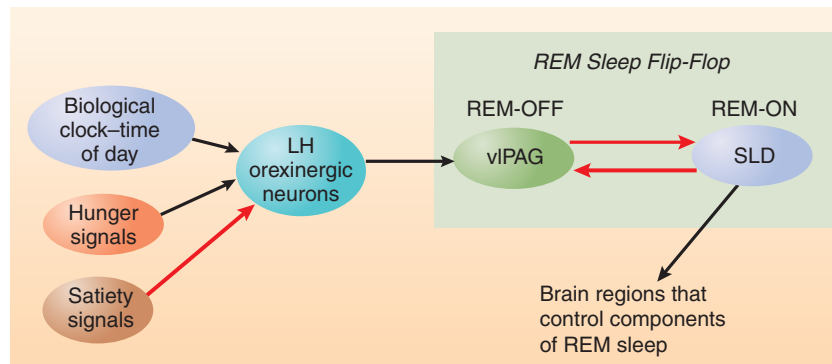 REM Sleep Flip-Flop
Biological
clock–time
of day
REM-OFF
REM-ON
LH
orexinergic
neurons
vlPAG
SLD
Hunger
signals
Satiety
signals
Brain regions that
control components
of REM sleep